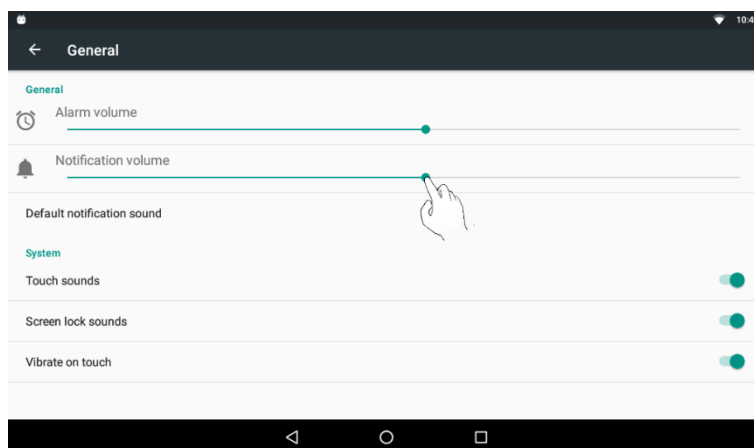 10:4
General
General
Alarm volume
Notification volume
Default notification sound
System
Touch sounds
Screen lock sounds
Vibrate on touch